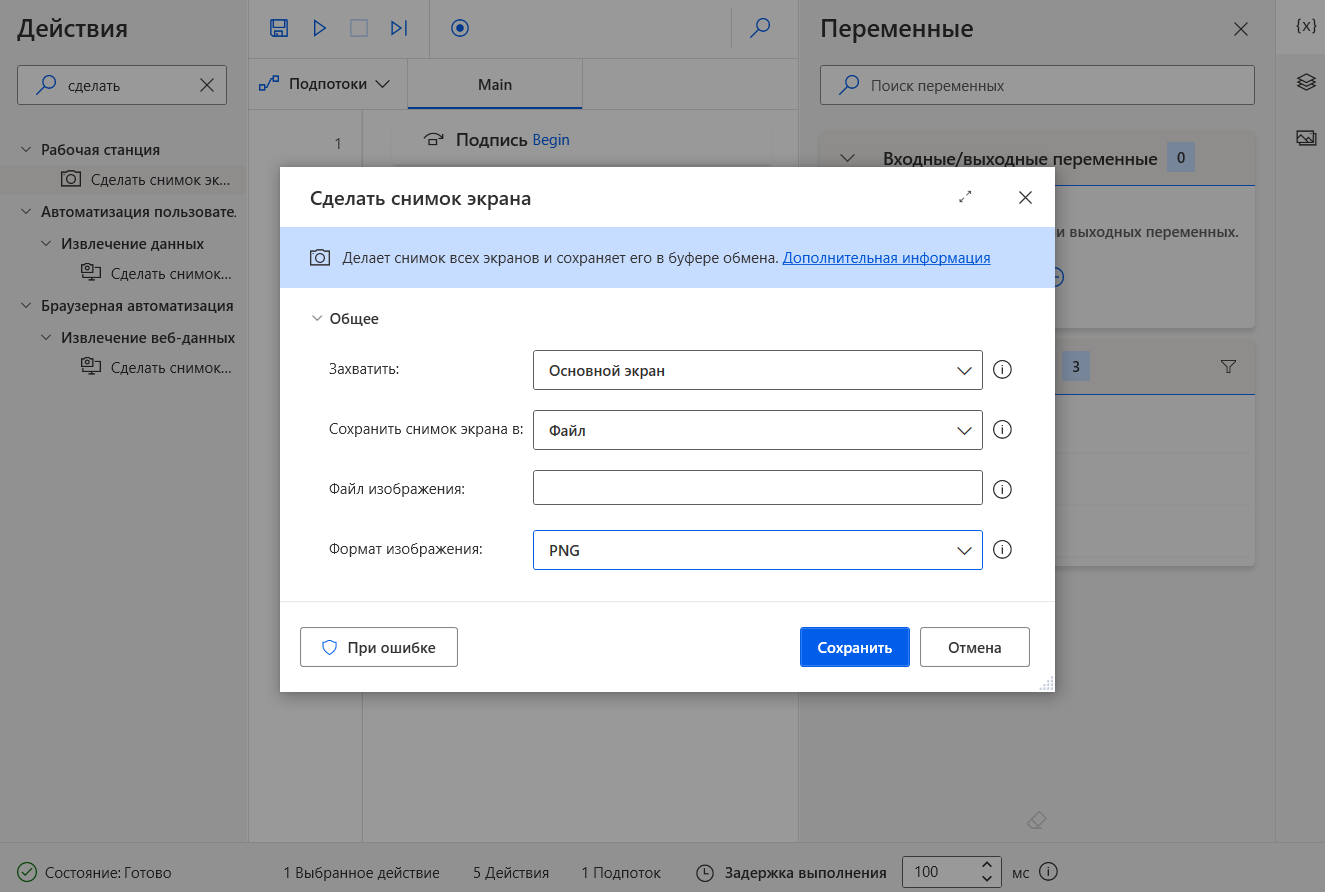 Действия
сделать
Рабочая станция
Сделать снимок эк...
Автоматизация пользовате.
Извлечение данных
Сделать снимок...
Браузерная автоматизация
Извлечение веб-данных
Сделать снимок...
Подпотоки
Main
1
Подпись Begin
Переменные
{x}
Поиск переменных
Входные/выходные переменные 0
и выходных переменных.
3
Сделать снимок экрана
Делает снимок всех экранов и сохраняет его в буфере обмена. Дополнительная информация
Общее
Захватить: Основной экран
Сохранить снимок экрана в: Файл
Файл изображения:
Формат изображения: PNG
При ошибке
Сохранить
Отмена
Состояние: Готово
1 Выбранное действие
5 Действия
1 Подпоток
Задержка выполнения 100 мс